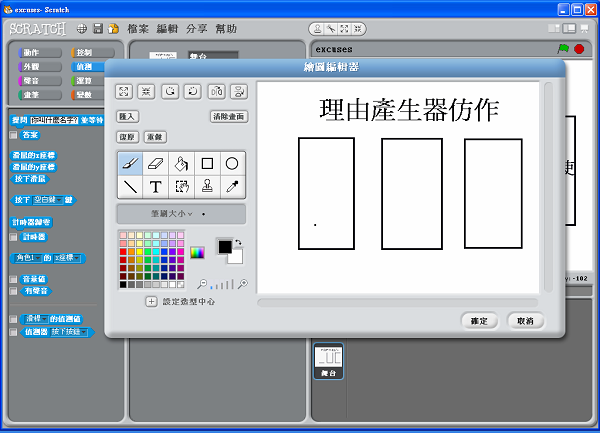 excuses- Scratch
SCRATCH 檔案 編輯 分享 幫助
動作 控制
外觀 偵測
聲音 運算
畫筆 變數
舞台
excuses
詢問 你叫什麼名字? 並等待
答案
滑鼠的x座標
滑鼠的y座標
按下滑鼠
按下 空白鍵 鍵
計時器歸零
計時器
角色1 的 x座標
音量值
有聲音
滑桿 的偵測值
偵測器 按下按鈕
繪圖編輯器
匯入 清除畫面
復原 重做
T
筆刷大小
設定造型中心
理由產生器仿作
確定 取消
使
y: -102
舞台